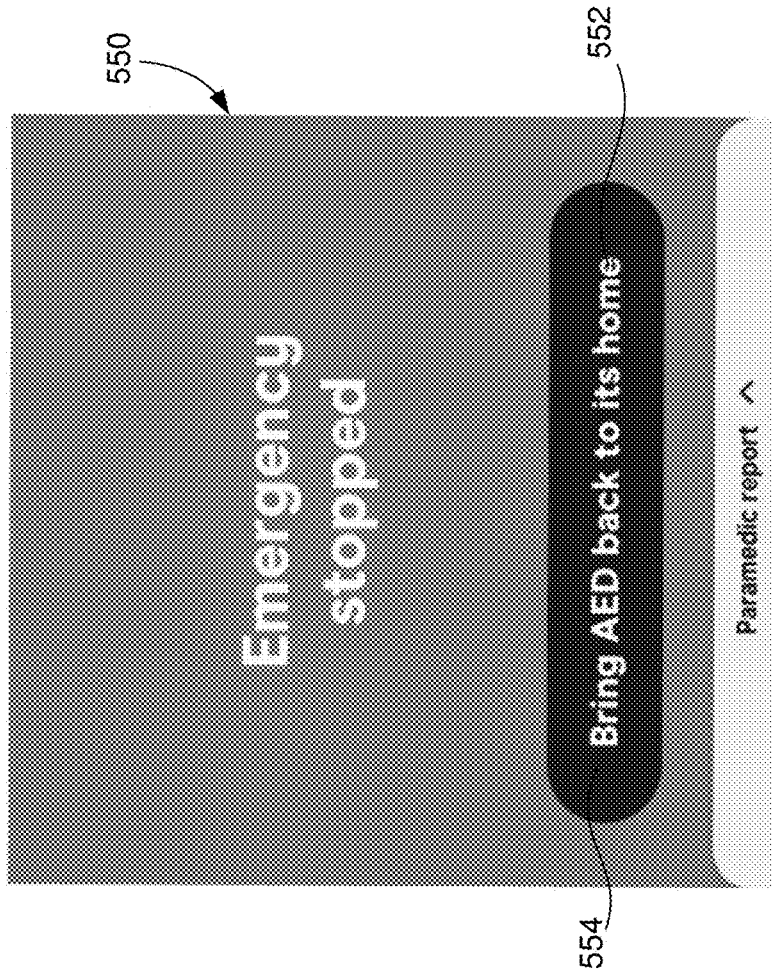 550
Emergency
stopped
554
Bring AED back to its home
552
Paramedic report